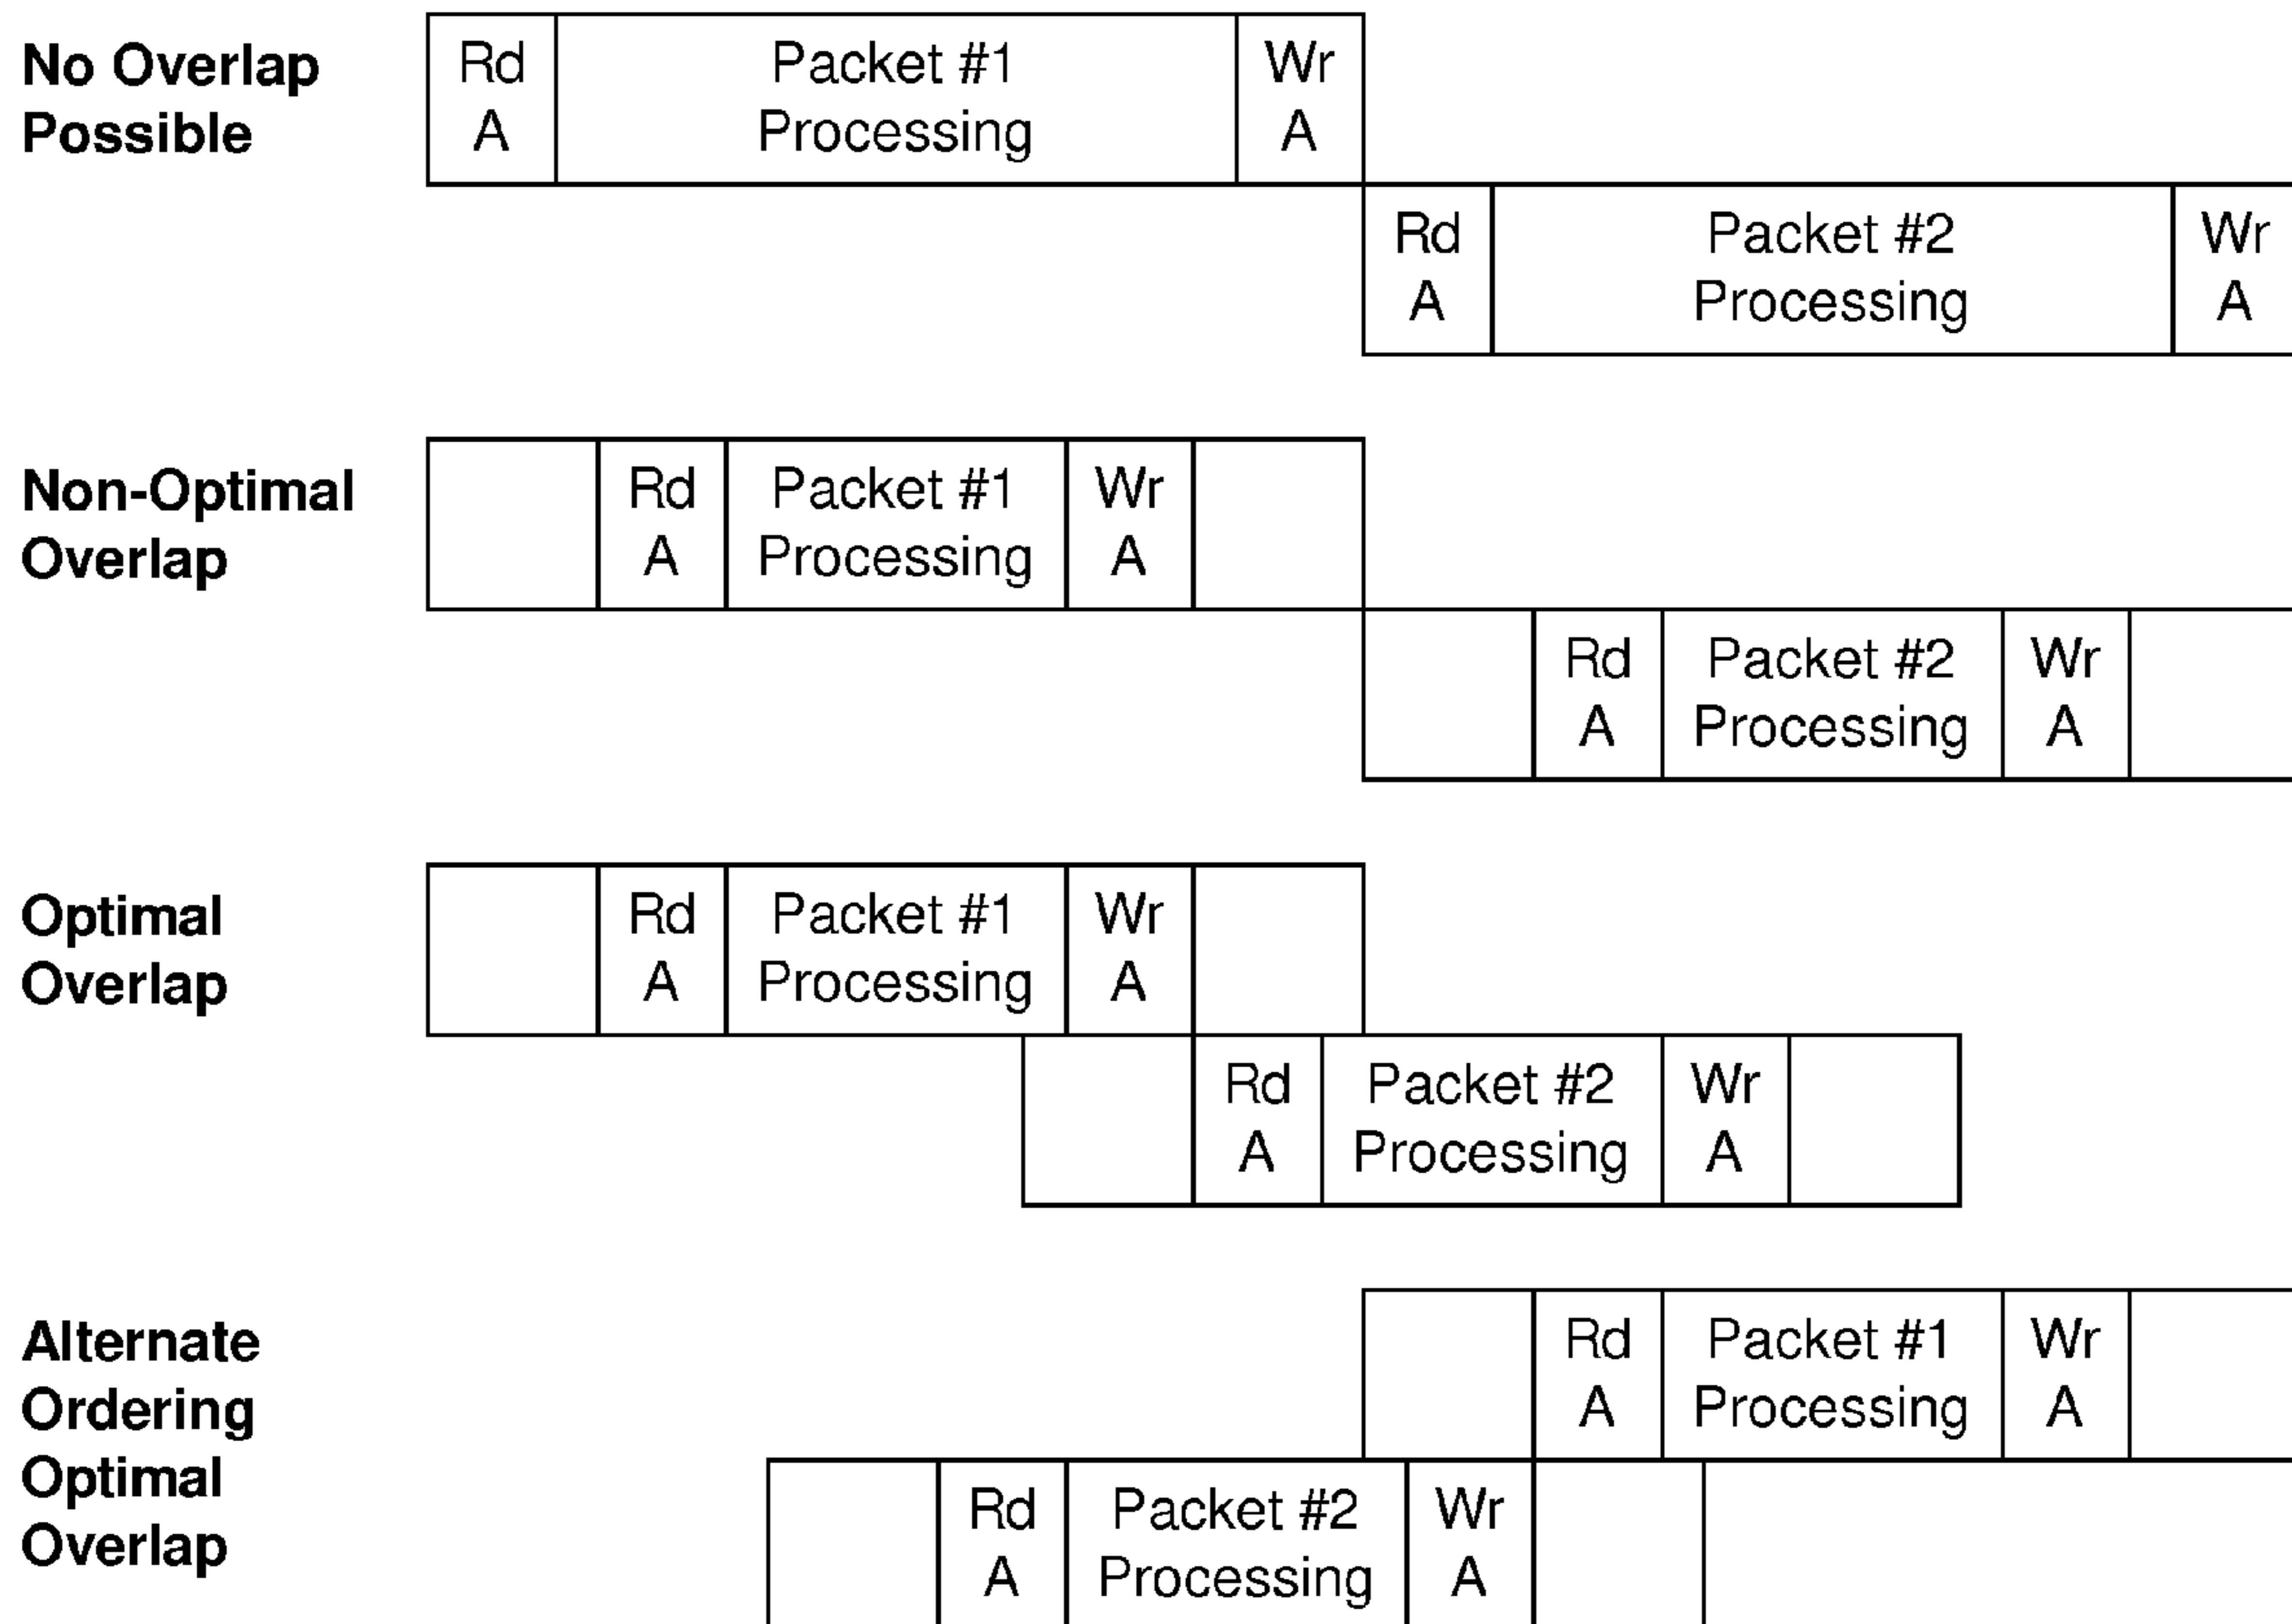 No Overlap
Possible
Rd
A
Packet #1
Processing
Wr
A
Rd
A
Packet #2
Processing
Wr
A
Non-Optimal
Overlap
Rd
A
Packet #1
Processing
Wr
A
Rd
A
Packet #2
Processing
Wr
A
Optimal
Overlap
Rd
A
Packet #1
Processing
Wr
A
Rd
A
Packet #2
Processing
Wr
A
Alternate
Ordering
Optimal
Overlap
Rd
A
Packet #1
Processing
Wr
A
Rd
A
Packet #2
Processing
Wr
A